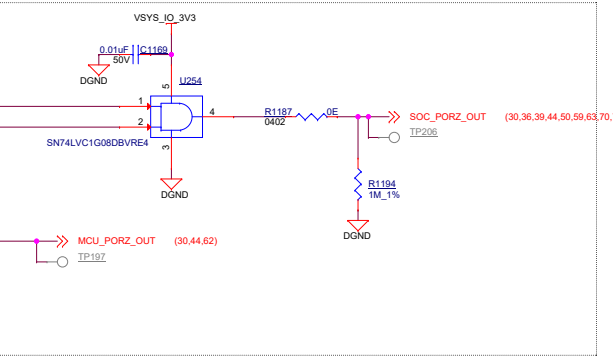 VSYS_IO_3V3
0.01uF
C1169
50V
DGND
5
U254
1
4
2
SN74LVC1G08DBVRE4
3
DGND
R1187
0E
0402
SOC_PORZ_OUT
(30,36,39,44,50,59,63,70,
TP206
R1194
1M_1%
DGND
MCU_PORZ_OUT
(30,44,62)
TP197